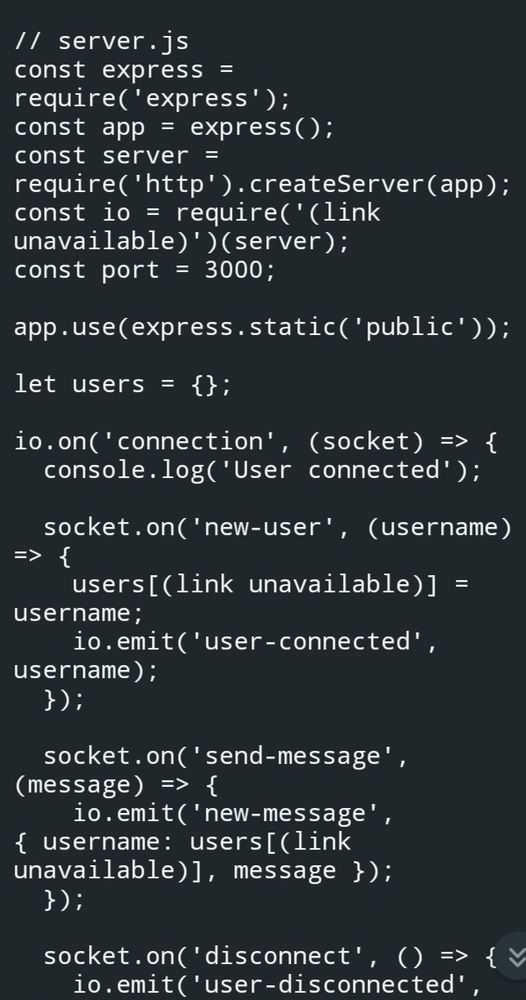 // server.js
const express =
require('express');
const app = express();
const server =
require('http').createServer(app);
const io = require('(link
unavailable)')(server);
const port = 3000;

app.use(express.static('public'));

let users = {};

io.on('connection', (socket) => {
  console.log('User connected');

  socket.on('new-user', (username)
=> {
    users[(link unavailable)] =
username;
    io.emit('user-connected',
username);
  });

  socket.on('send-message',
(message) => {
    io.emit('new-message',
{ username: users[(link
unavailable)], message });
  });

  socket.on('disconnect', () => {
    io.emit('user-disconnected',